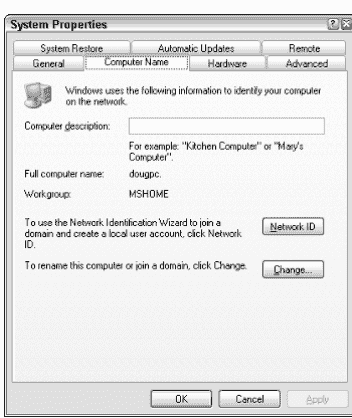 System Properties
System Restore Automatic Updates Remote
General Computer Name Hardware Advanced
Windows uses the following information to identify your computer
on the network.
Computer description:
For example: "Kitchen Computer" or "Mary's
Computer".
Full computer name: dougpc.
Workgroup: MSHOME
To use the Network Identification Wizard to join a
domain and create a local user account, click Network
ID.
Network ID
To rename this computer or join a domain, click Change.
Change...
OK Cancel Apply